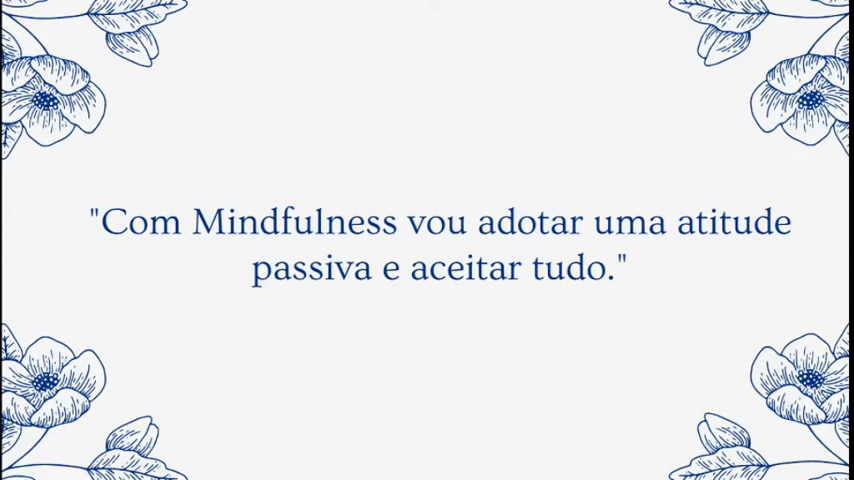 "Com Mindfulness vou adotar uma atitude
passiva e aceitar tudo."